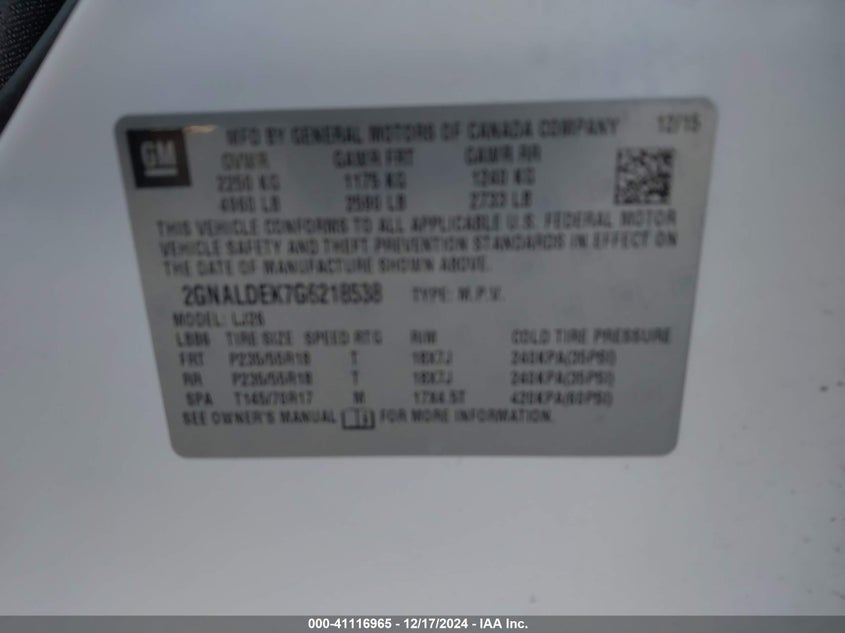 GM
MFD BY GENERAL MOTORS OF CANADA COMPANY 12/15
GVWR GAWR FRT GAWR RR
2250 KG 1175 KG 1240 KG
4960 LB 2590 LB 2733 LB
THIS VEHICLE CONFORMS TO ALL APPLICABLE U.S. FEDERAL MOTOR
VEHICLE SAFETY AND THEFT PREVENTION STANDARDS IN EFFECT ON
THE DATE OF MANUFACTURE SHOWN ABOVE.
2GNALDEK7G6218538 TYPE: M.P.V.
MODEL: LJ26
TIRE SIZE SPEED RTG RIM COLD TIRE PRESSURE
FRT P235/55R18 T 18X7J 240KPA(35PSI)
RR P235/55R18 T 18X7J 240KPA(35PSI)
SPA T145/70R17 M 17X4.5T 420KPA(60PSI)
SEE OWNER'S MANUAL FOR MORE INFORMATION.
000-41116965 - 12/17/2024 - IAA Inc.